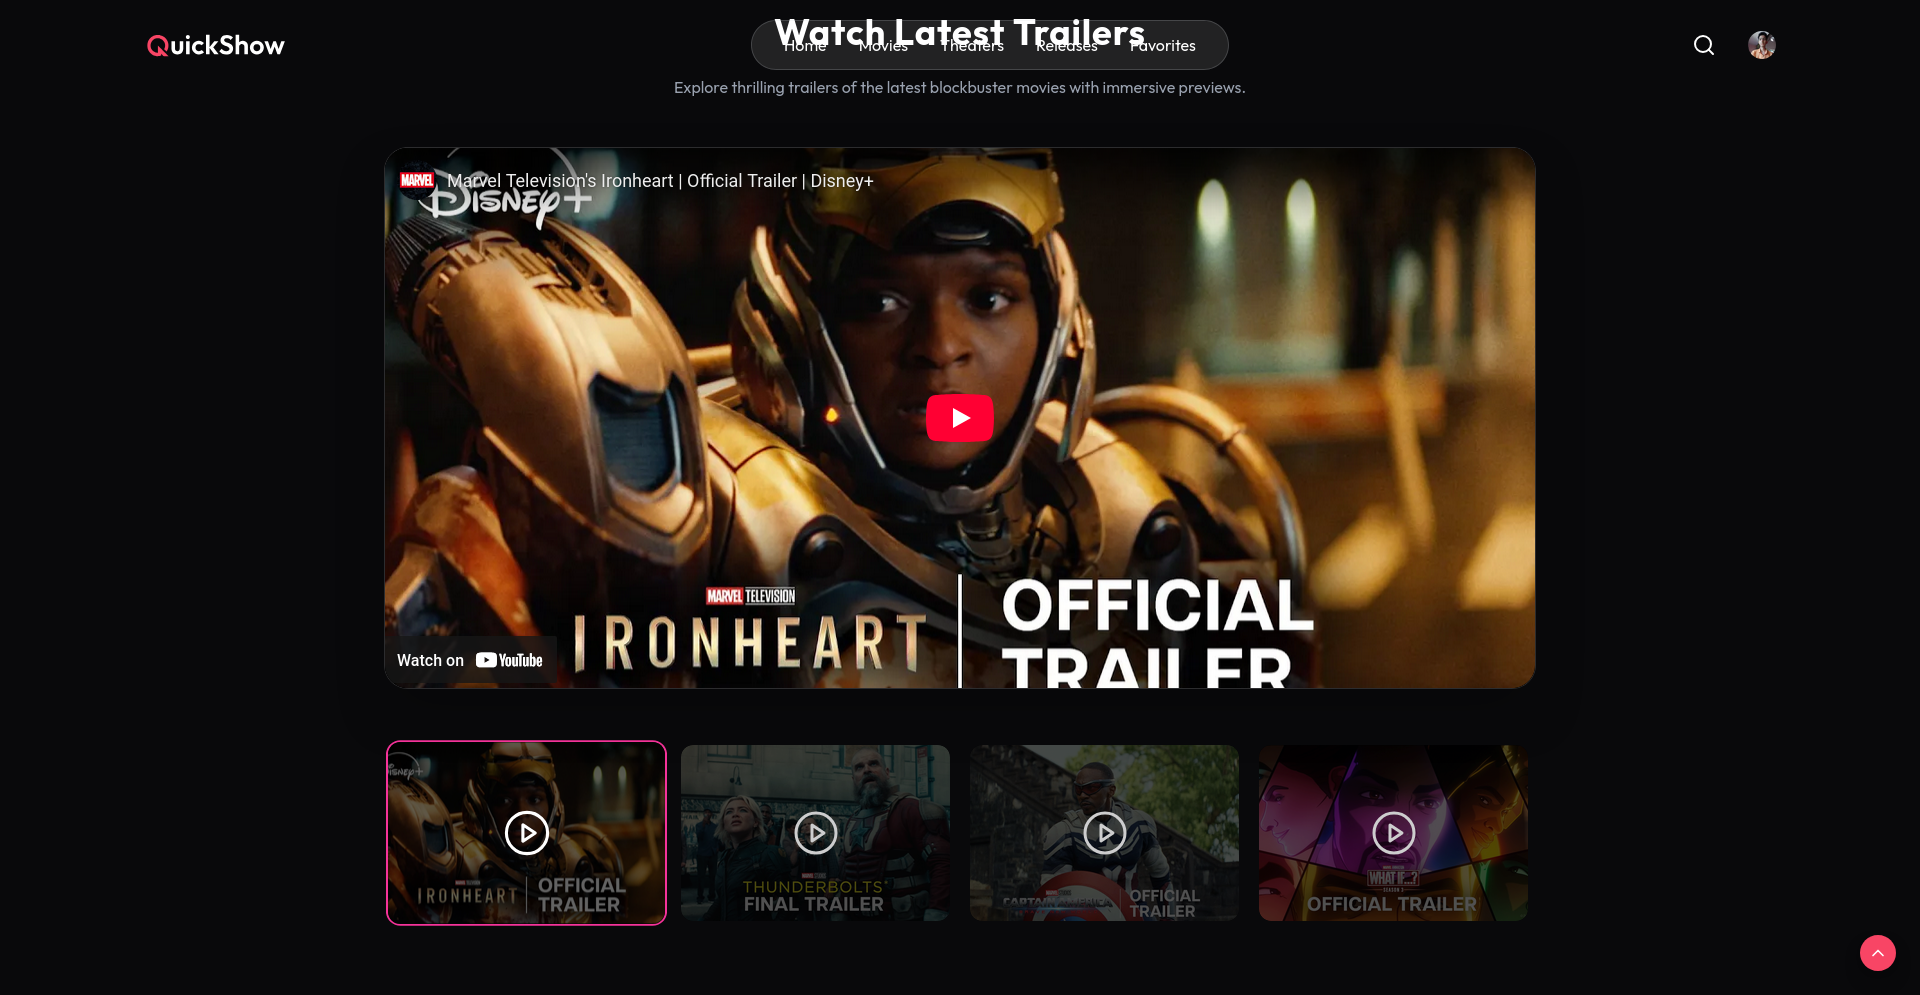 QuickShow
Watch Latest Trailers
Home Movies Theaters Releases Favorites
Explore thrilling trailers of the latest blockbuster movies with immersive previews.
MARVEL
Marvel Television's Ironheart | Official Trailer | Disney+
Disney+
MARVEL TELEVISION
IRONHEART
OFFICIAL
TRAILER
Watch on YouTube
Disney+
IRONHEART
OFFICIAL
TRAILER
THUNDERBOLTS*
FINAL TRAILER
CAPTAIN AMERICA
OFFICIAL
TRAILER
WHAT IF...?
OFFICIAL TRAILER